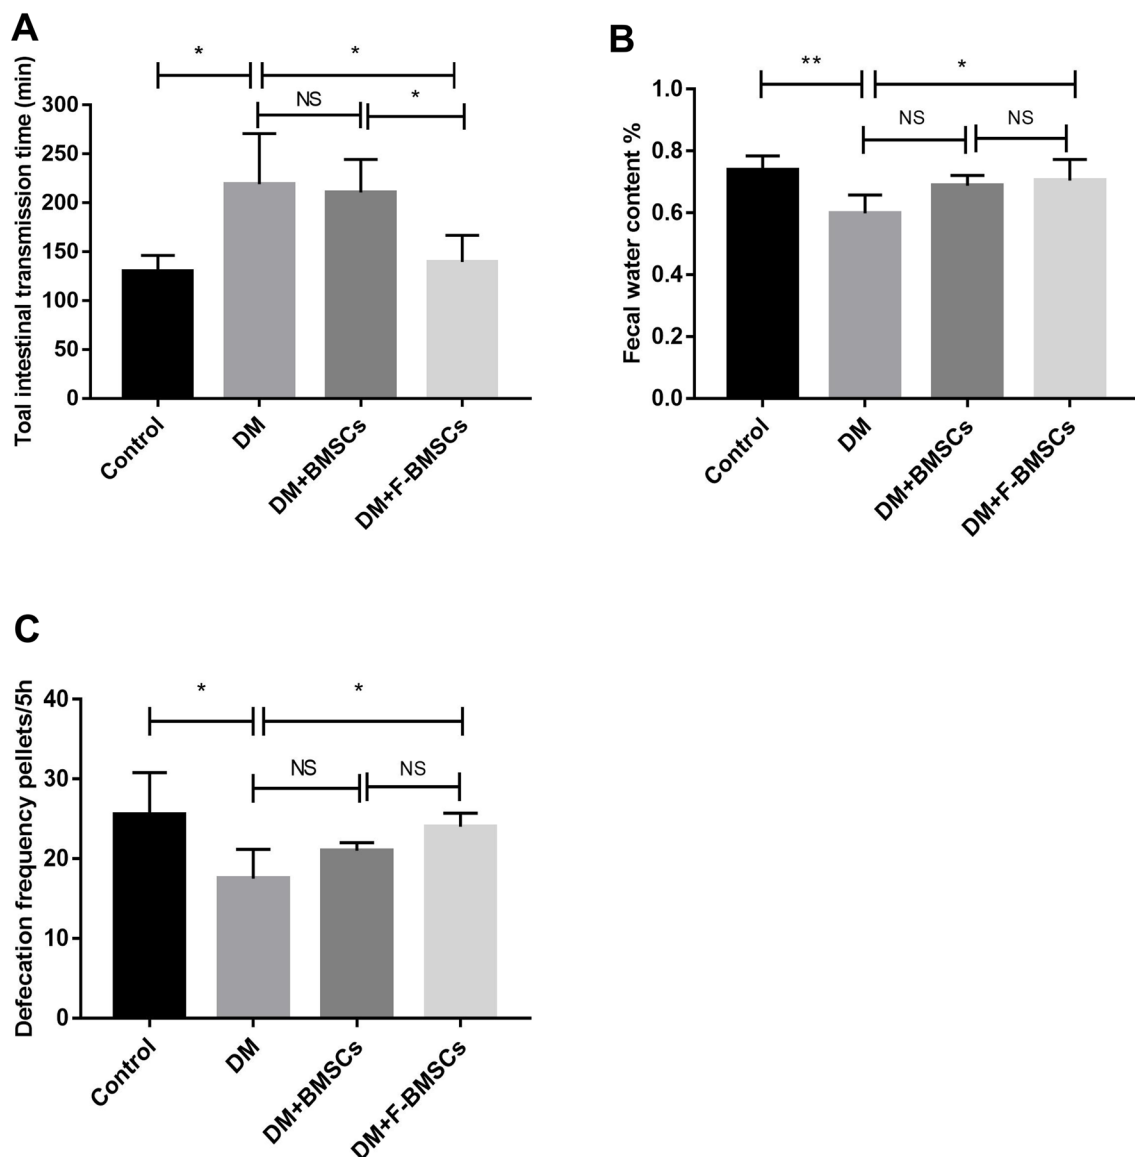 A
* *
NS *
Toal intestinal transmission time (min)
300
250
200
150
100
50
0
Control
DM
DM+BMSCs
DM+F-BMSCs
B
** *
NS NS
Fecal water content %
1.0
0.8
0.6
0.4
0.2
0.0
Control
DM
DM+BMSCs
DM+F-BMSCs
C
* *
NS NS
Defecation frequency pellets/5h
40
30
20
10
0
Control
DM
DM+BMSCs
DM+F-BMSCs